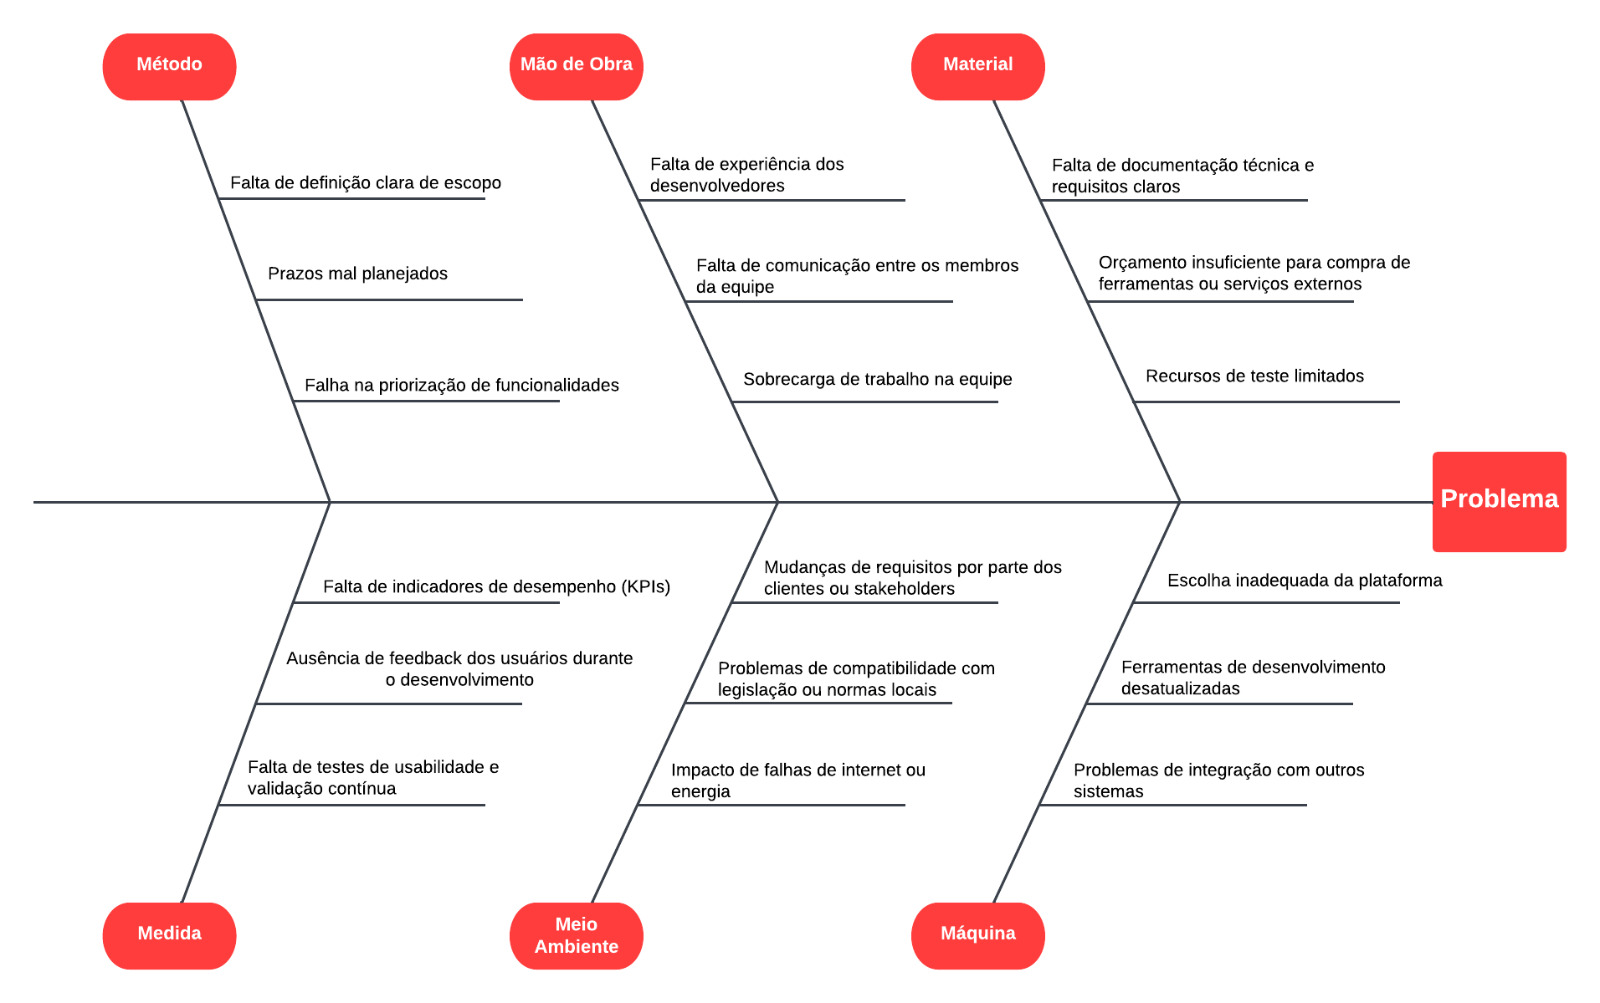 Método
Mão de Obra
Material
Falta de definição clara de escopo
Prazos mal planejados
Falha na priorização de funcionalidades
Falta de experiência dos
desenvolvedores
Falta de comunicação entre os membros
da equipe
Sobrecarga de trabalho na equipe
Falta de documentação técnica e
requisitos claros
Orçamento insuficiente para compra de
ferramentas ou serviços externos
Recursos de teste limitados
Problema
Falta de indicadores de desempenho (KPIs)
Ausência de feedback dos usuários durante
o desenvolvimento
Falta de testes de usabilidade e
validação contínua
Mudanças de requisitos por parte dos
clientes ou stakeholders
Problemas de compatibilidade com
legislação ou normas locais
Impacto de falhas de internet ou
energia
Escolha inadequada da plataforma
Ferramentas de desenvolvimento
desatualizadas
Problemas de integração com outros
sistemas
Medida
Meio
Ambiente
Máquina